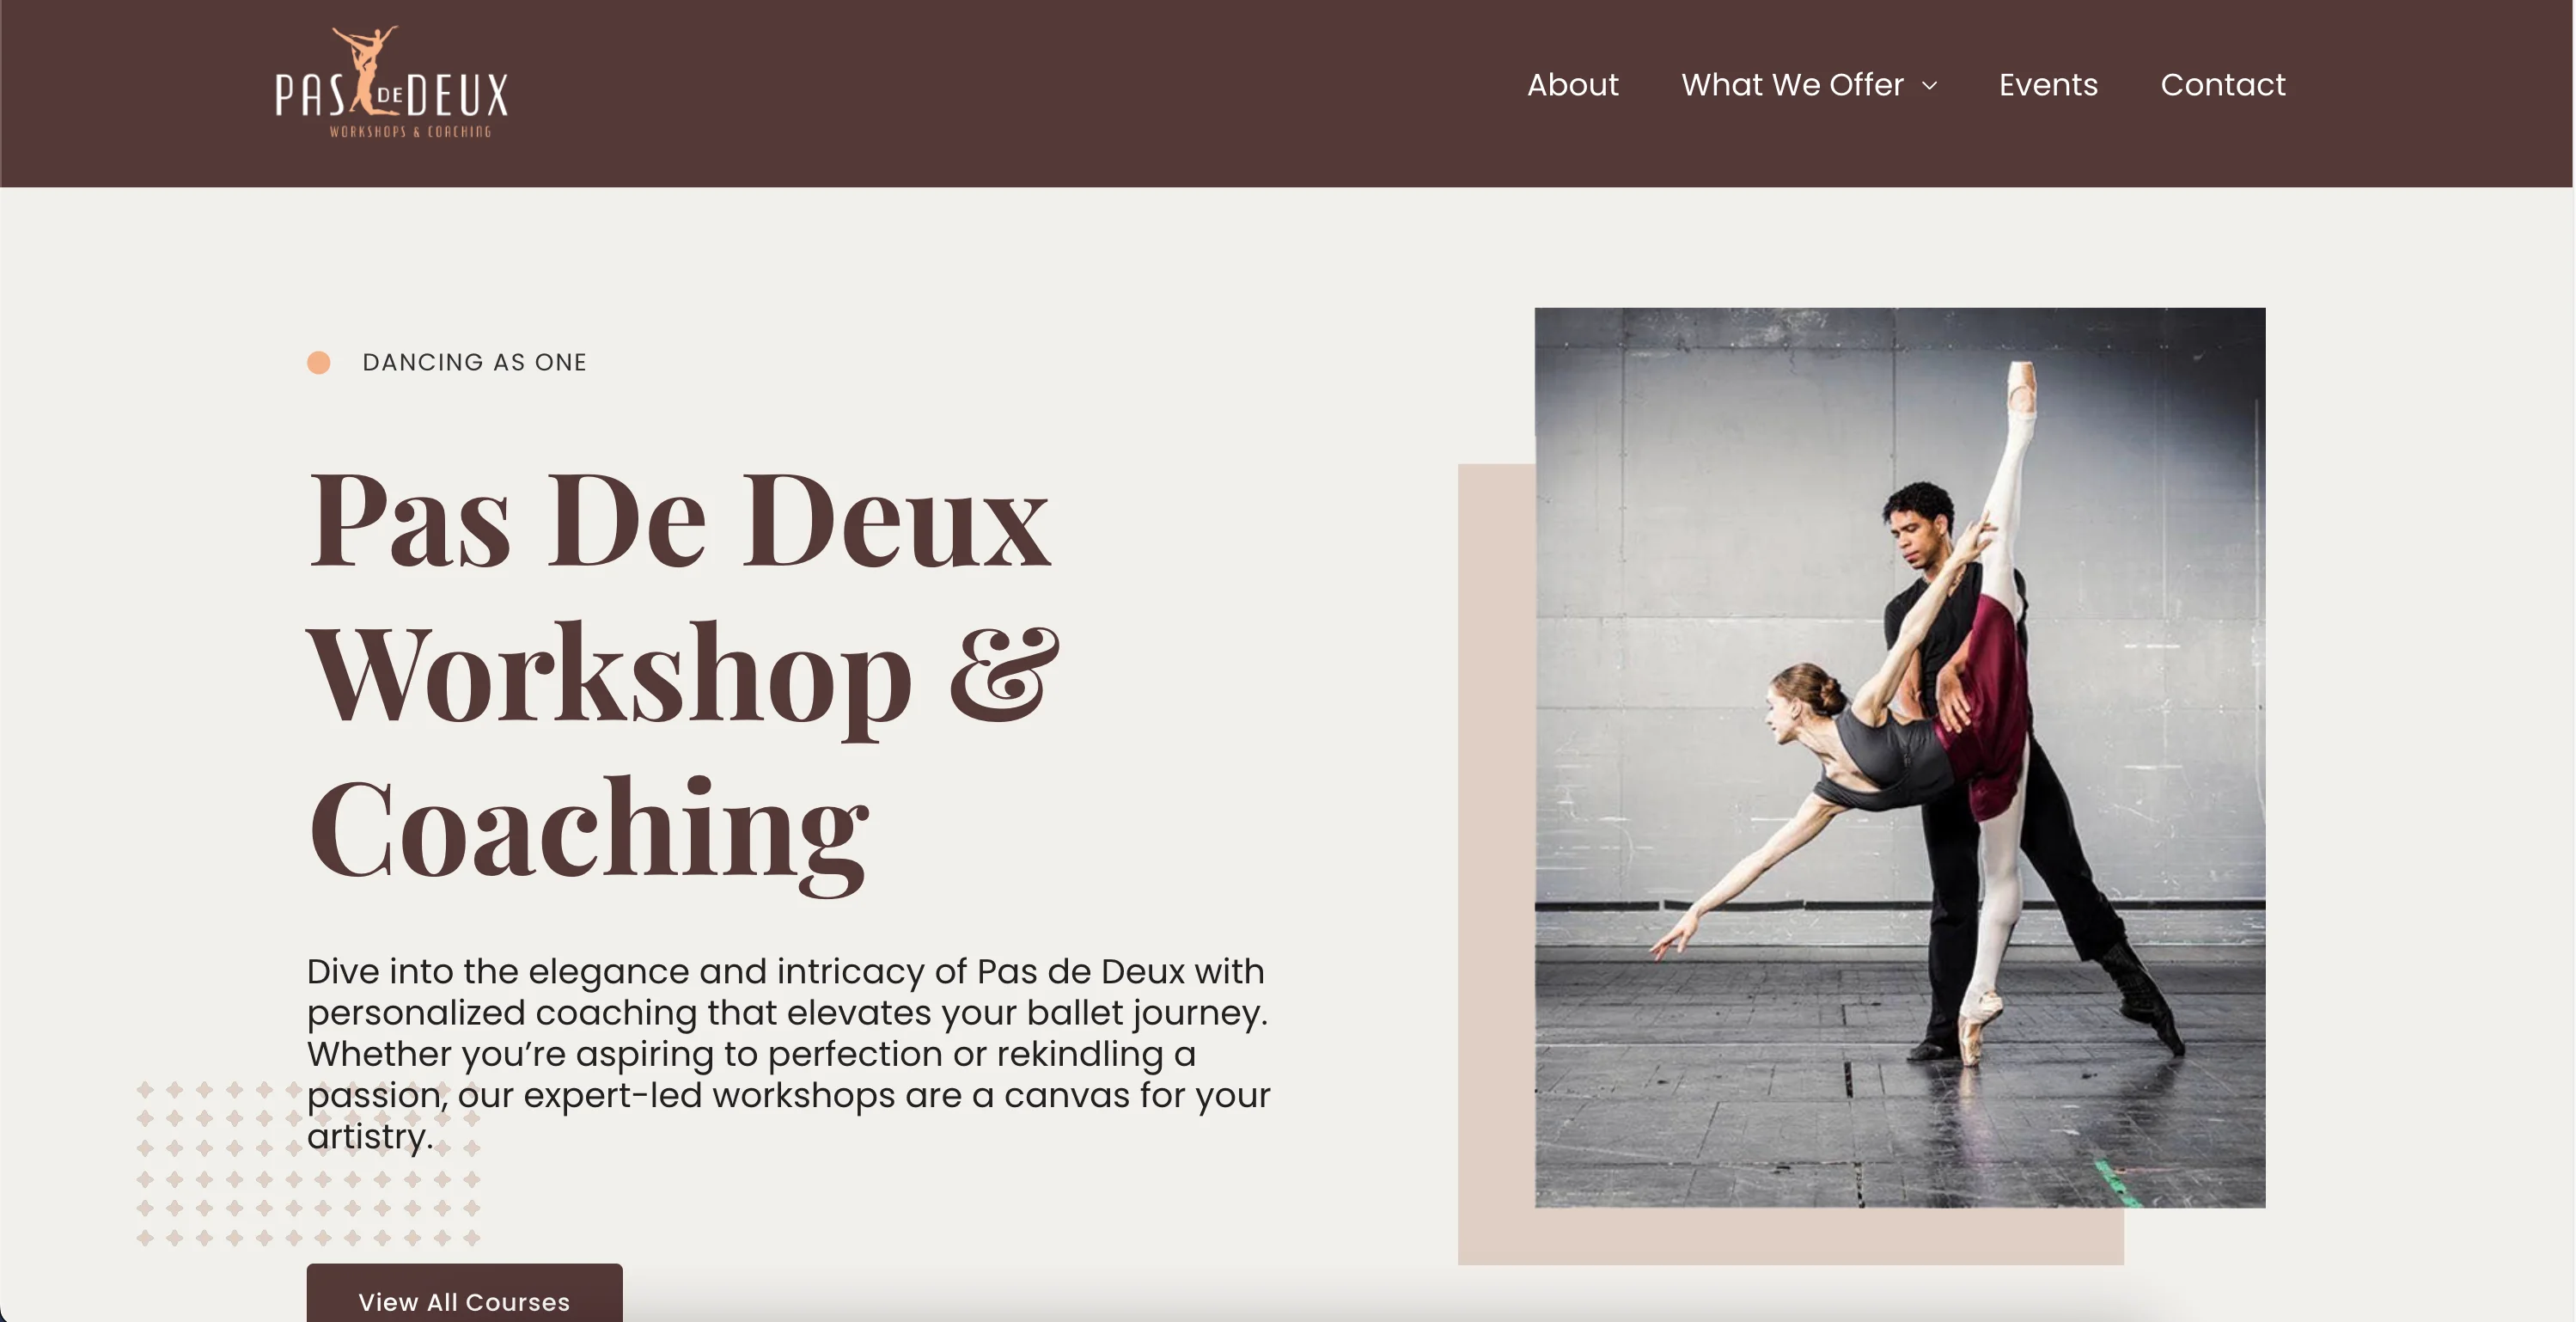 PAS DE DEUX
WORKSHOPS & COACHING
About What We Offer Events Contact
DANCING AS ONE
Pas De Deux
Workshop &
Coaching
Dive into the elegance and intricacy of Pas de Deux with
personalized coaching that elevates your ballet journey.
Whether you’re aspiring to perfection or rekindling a
passion, our expert-led workshops are a canvas for your
artistry.
View All Courses